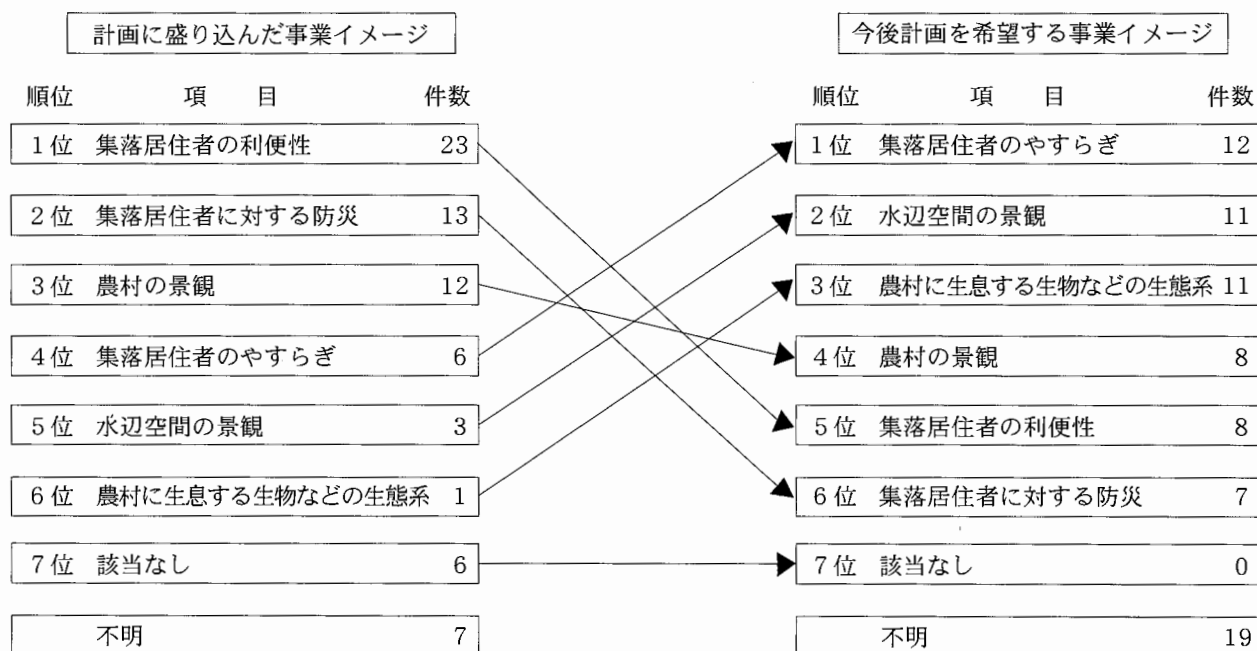 計画に盛り込んだ事業イメージ
順位 項 目 件数
1位 集落居住者の利便性 23
2位 集落居住者に対する防災 13
3位 農村の景観 12
4位 集落居住者のやすらぎ 6
5位 水辺空間の景観 3
6位 農村に生息する生物などの生態系 1
7位 該当なし 6
不明 7
今後計画を希望する事業イメージ
順位 項 目 件数
1位 集落居住者のやすらぎ 12
2位 水辺空間の景観 11
3位 農村に生息する生物などの生態系 11
4位 農村の景観 8
5位 集落居住者の利便性 8
6位 集落居住者に対する防災 7
7位 該当なし 0
不明 19